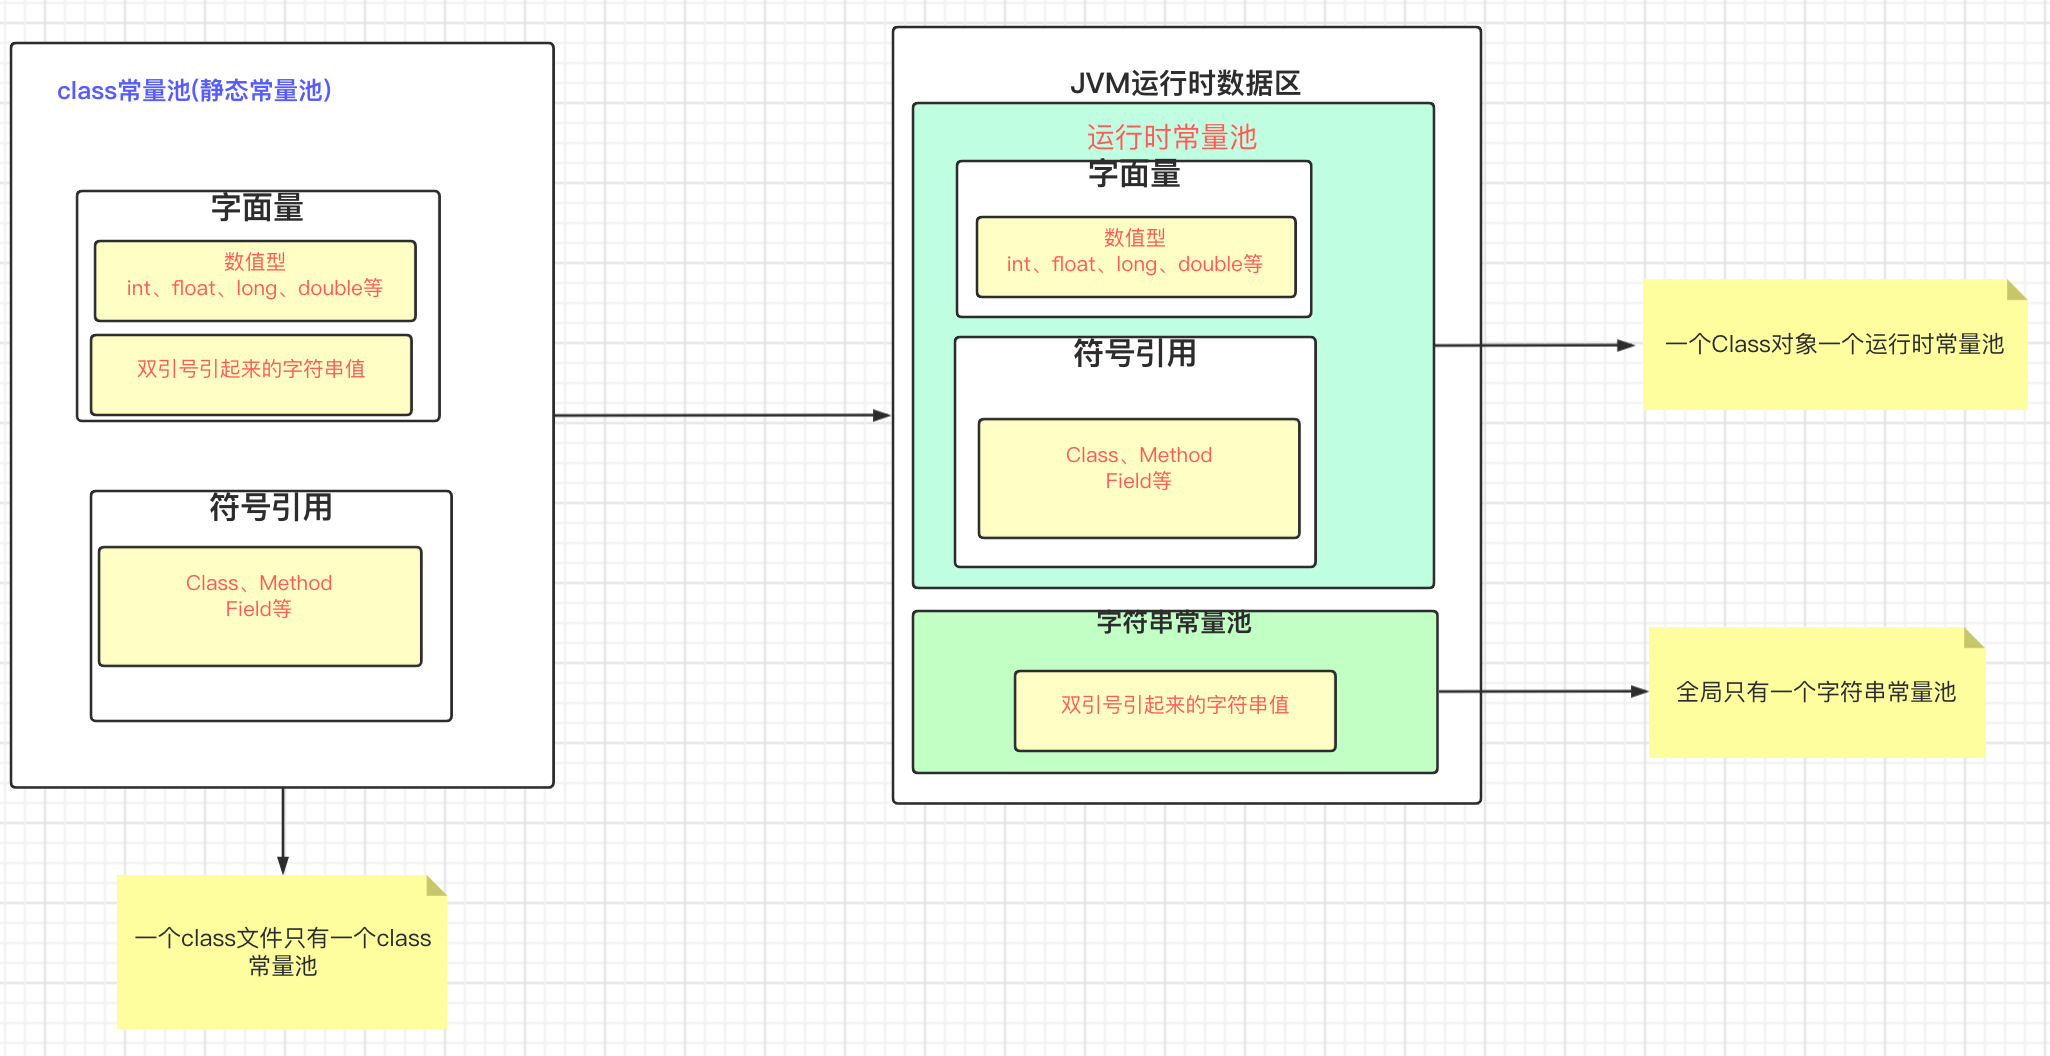 class常量池(静态常量池)
字面量
数值型
int、float、long、double等
双引号引起来的字符串值
符号引用
Class、Method
Field等
一个class文件只有一个class
常量池
JVM运行时数据区
运行时常量池
字面量
数值型
int、float、long、double等
符号引用
Class、Method
Field等
字符串常量池
双引号引起来的字符串值
一个Class对象一个运行时常量池
全局只有一个字符串常量池